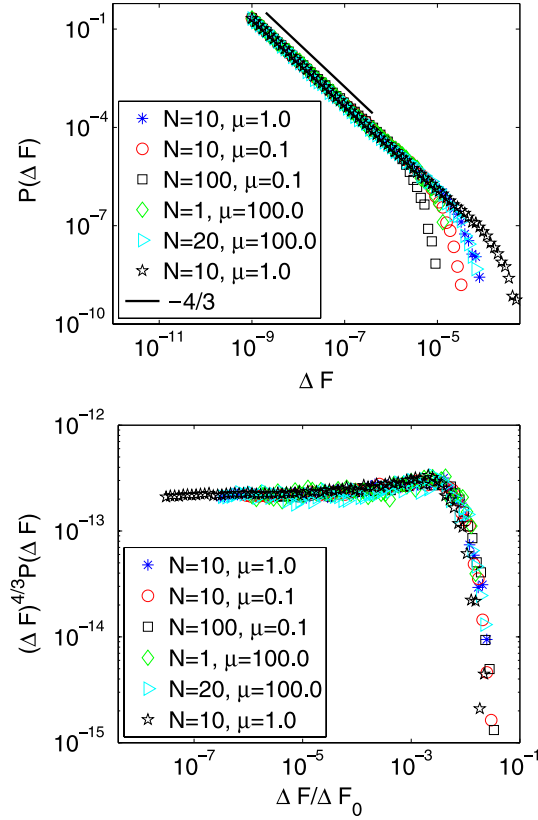 10⁻¹
10⁻⁴
10⁻⁷
10⁻¹⁰
P(Δ F)
N=10, μ=1.0
N=10, μ=0.1
N=100, μ=0.1
N=1, μ=100.0
N=20, μ=100.0
N=10, μ=1.0
−4/3
10⁻¹¹ 10⁻⁹ 10⁻⁷ 10⁻⁵
Δ F
10⁻¹²
10⁻¹³
10⁻¹⁴
10⁻¹⁵
(Δ F)⁴ᐟ³P(Δ F)
N=10, μ=1.0
N=10, μ=0.1
N=100, μ=0.1
N=1, μ=100.0
N=20, μ=100.0
N=10, μ=1.0
10⁻⁷ 10⁻⁵ 10⁻³ 10⁻¹
Δ F/Δ F₀